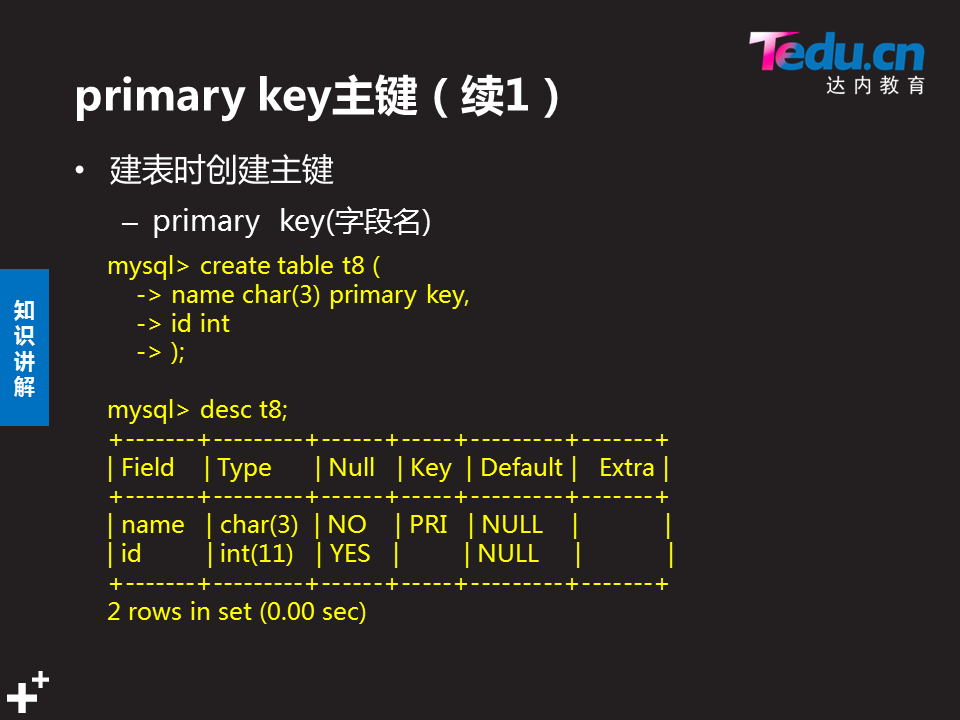 Tedu.cn
达内教育
primary key主键（续1）
• 建表时创建主键
– primary key(字段名)
mysql> create table t8 (
-> name char(3) primary key,
-> id int
-> );
mysql> desc t8;
+-------+---------+------+-----+---------+-------+
| Field | Type | Null | Key | Default | Extra |
+-------+---------+------+-----+---------+-------+
| name | char(3) | NO | PRI | NULL | |
| id | int(11) | YES | | NULL | |
+-------+---------+------+-----+---------+-------+
2 rows in set (0.00 sec)
知识讲解